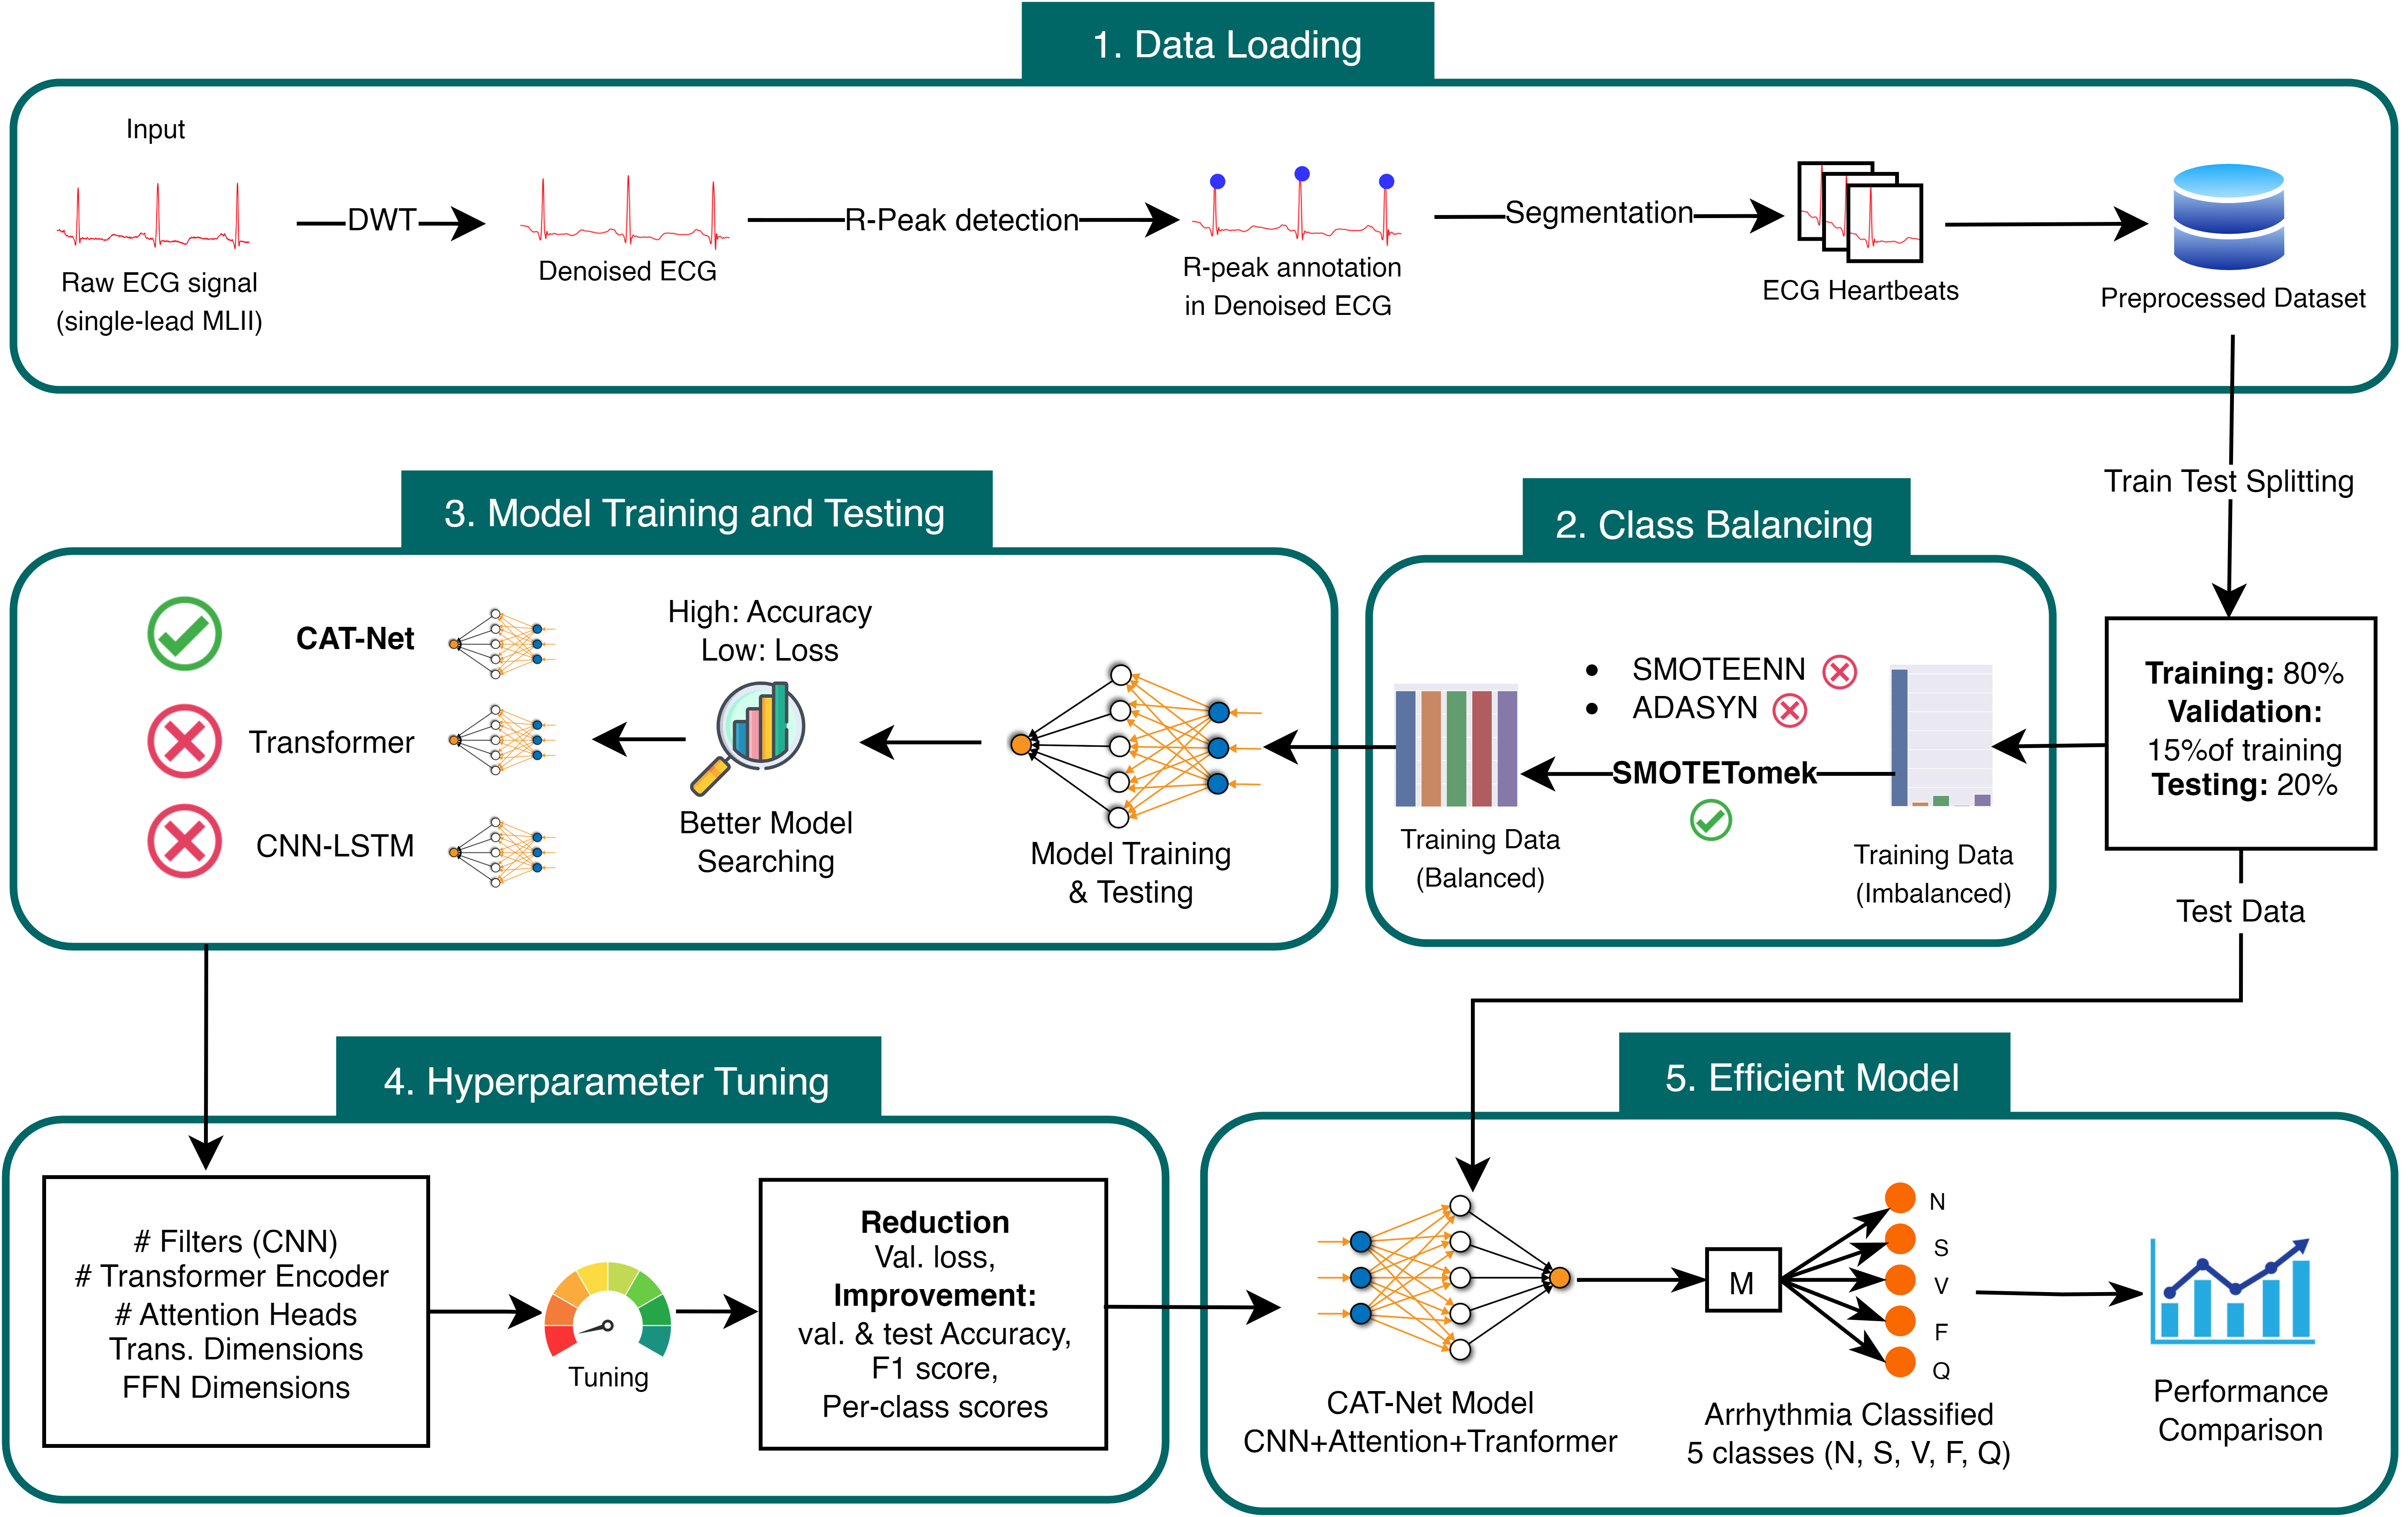 1. Data Loading
Input
Raw ECG signal
(single-lead MLII)
DWT
Denoised ECG
R-Peak detection
R-peak annotation
in Denoised ECG
Segmentation
ECG Heartbeats
Preprocessed Dataset
Train Test Splitting
Training: 80%
Validation:
15%of training
Testing: 20%
Test Data
2. Class Balancing
SMOTEENN
ADASYN
SMOTETomek
Training Data
(Imbalanced)
Training Data
(Balanced)
3. Model Training and Testing
Model Training
& Testing
High: Accuracy
Low: Loss
Better Model
Searching
CAT-Net
Transformer
CNN-LSTM
4. Hyperparameter Tuning
# Filters (CNN)
# Transformer Encoder
# Attention Heads
Trans. Dimensions
FFN Dimensions
Tuning
Reduction
Val. loss,
Improvement:
val. & test Accuracy,
F1 score,
Per-class scores
5. Efficient Model
CAT-Net Model
CNN+Attention+Tranformer
M
N
S
V
F
Q
Arrhythmia Classified
5 classes (N, S, V, F, Q)
Performance
Comparison